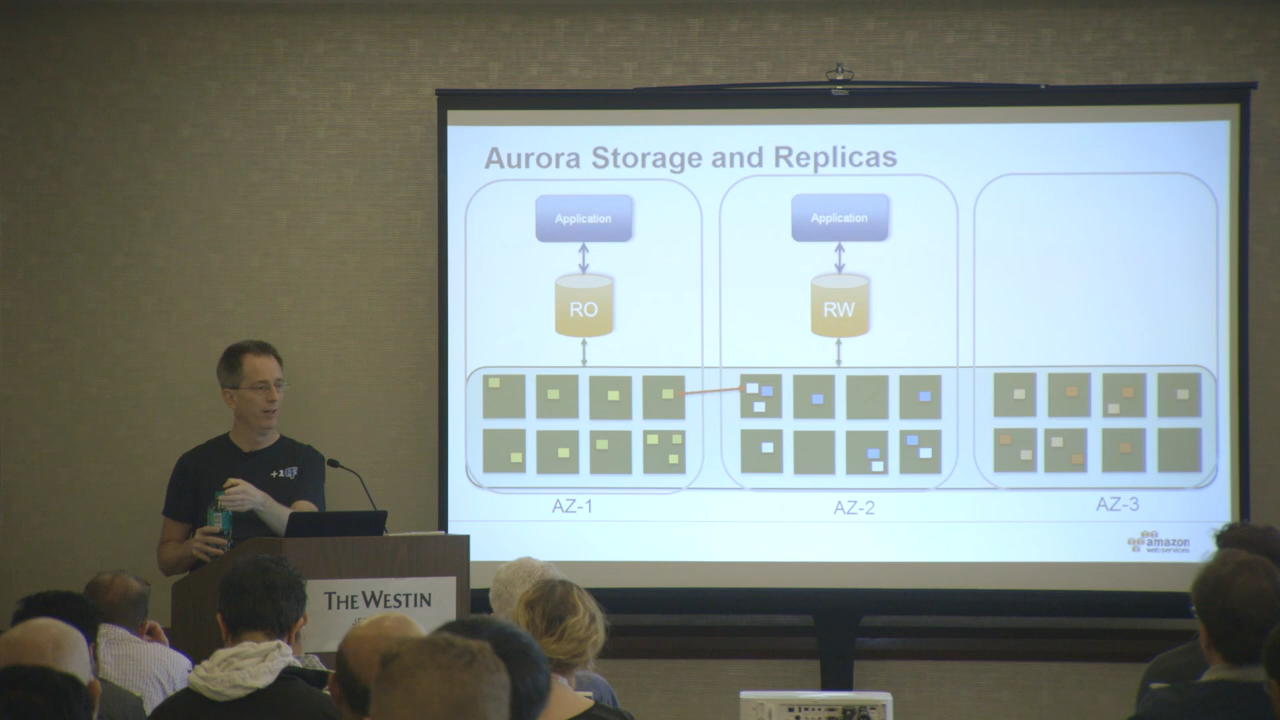 Aurora Storage and Replicas
Application
Application
RO
RW
AZ-1
AZ-2
AZ-3
amazon
web services
THE WESTIN